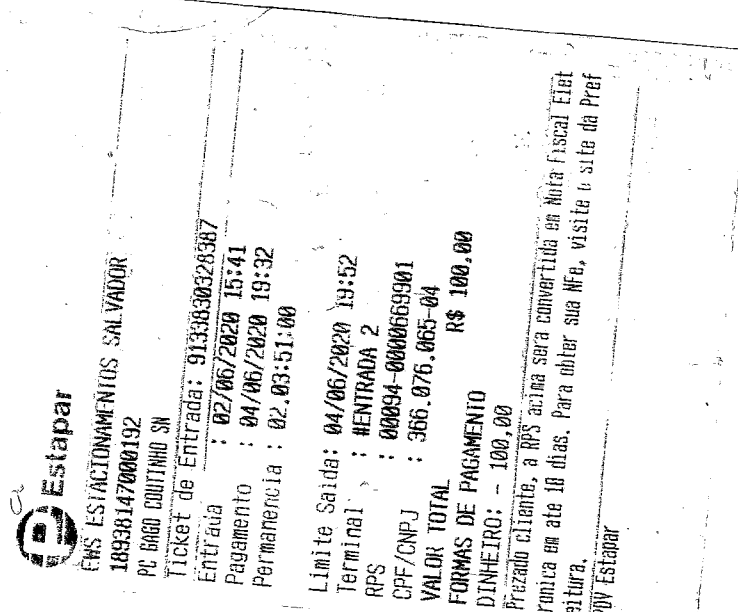 Estapar
EWS ESTACIONAMENTOS SALVADOR
18938147000192
PC GAGO COUTINHO SN
Ticket de Entrada: 9133830328387
Entrada : 02/06/2020 15:41
Pagamento : 04/06/2020 19:32
Permanencia : 02.03:51:00
Limite Saida: 04/06/2020 19:52
Terminal : #ENTRADA 2
RPS : 00094-0000669901
CPF/CNPJ : 366.076.065-04
VALOR TOTAL R$ 100,00
FORMAS DE PAGAMENTO
DINHEIRO: - 100,00
Prezado cliente, a RPS acima sera convertida em Nota Fiscal Elet
ronica em ate 10 dias. Para obter sua NFe, visite o site da Pref
eitura.
PDV Estapar